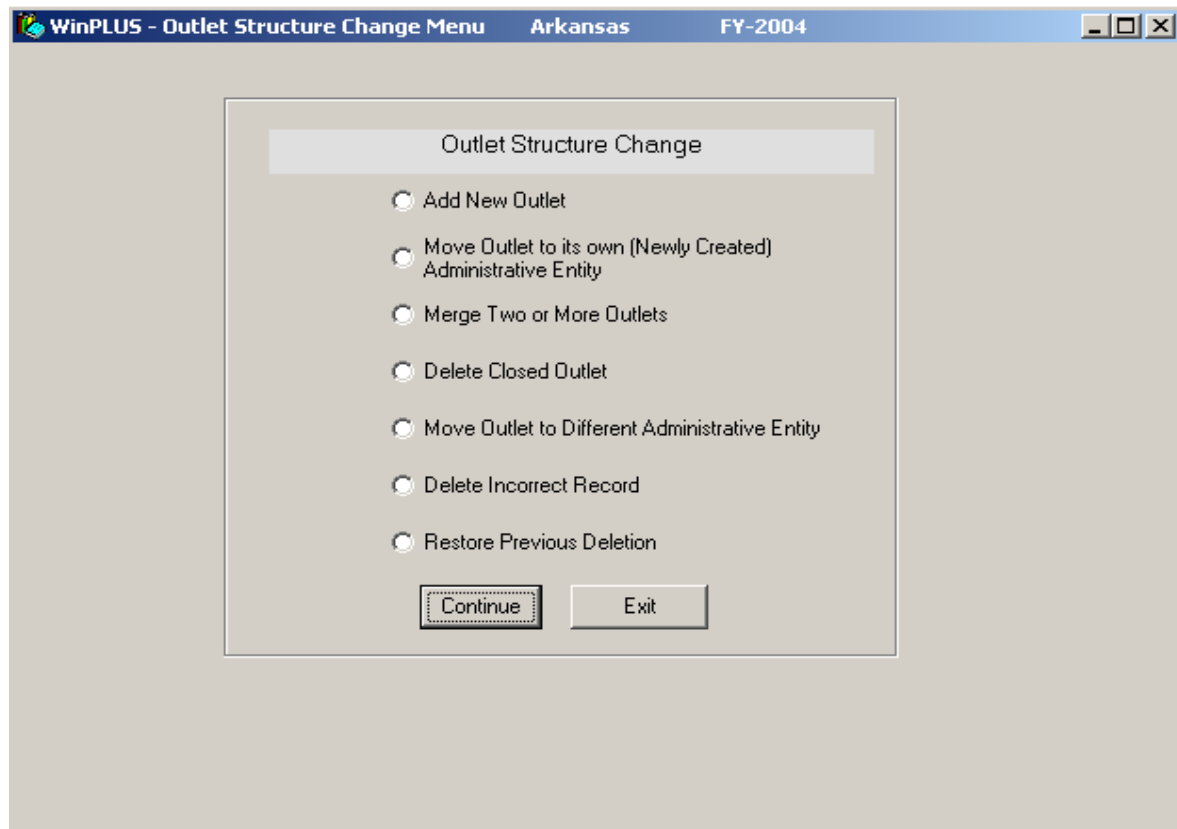 WinPLUS - Outlet Structure Change Menu Arkansas FY-2004
Outlet Structure Change
Add New Outlet
Move Outlet to its own (Newly Created)
Administrative Entity
Merge Two or More Outlets
Delete Closed Outlet
Move Outlet to Different Administrative Entity
Delete Incorrect Record
Restore Previous Deletion
Continue Exit